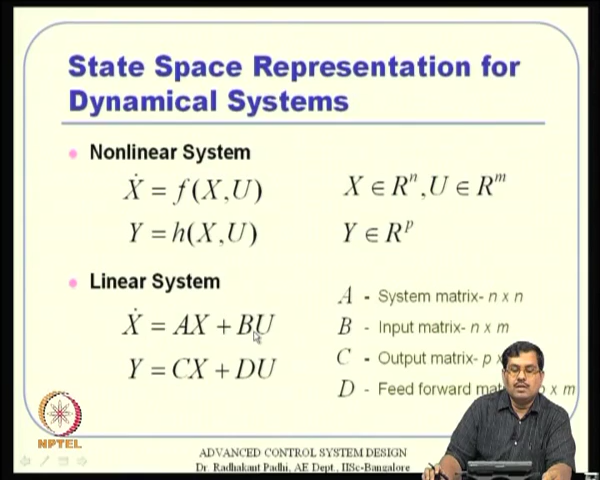 State Space Representation for
Dynamical Systems
Nonlinear System
Ẋ = f(X,U)    X ∈ Rⁿ, U ∈ Rᵐ
Y = h(X,U)    Y ∈ Rᵖ
Linear System
A - System matrix- n x n
Ẋ = AX + BU    B - Input matrix- n x m
C - Output matrix- p x
Y = CX + DU    D - Feed forward x m
NPTEL
ADVANCED CONTROL SYSTEM DESIGN
Dr. Radhakant Padhi, AE Dept., IISc-Bangalore